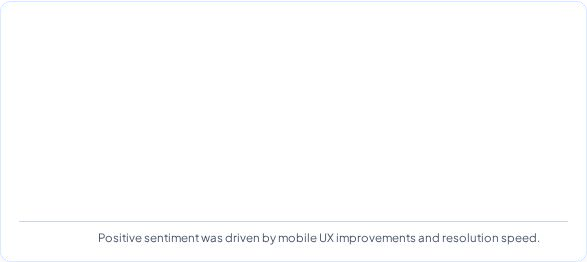 Positive sentiment was driven by mobile UX improvements and resolution speed.